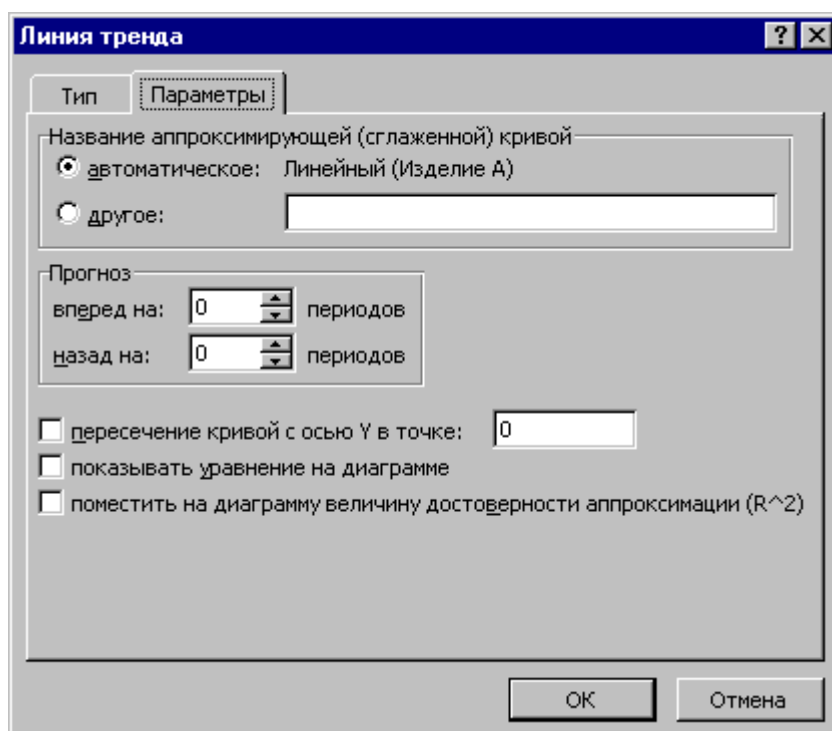 Линия тренда
Тип Параметры
Название аппроксимирующей (сглаженной) кривой
автоматическое: Линейный (Изделие А)
другое:
Прогноз
вперед на: 0 периодов
назад на: 0 периодов
пересечение кривой с осью Y в точке: 0
показывать уравнение на диаграмме
поместить на диаграмму величину достоверности аппроксимации (R^2)
ОК Отмена